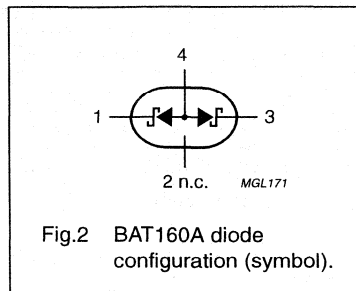 4
1
3
2 n.c.
MGL171
Fig.2 BAT160A diode
configuration (symbol).